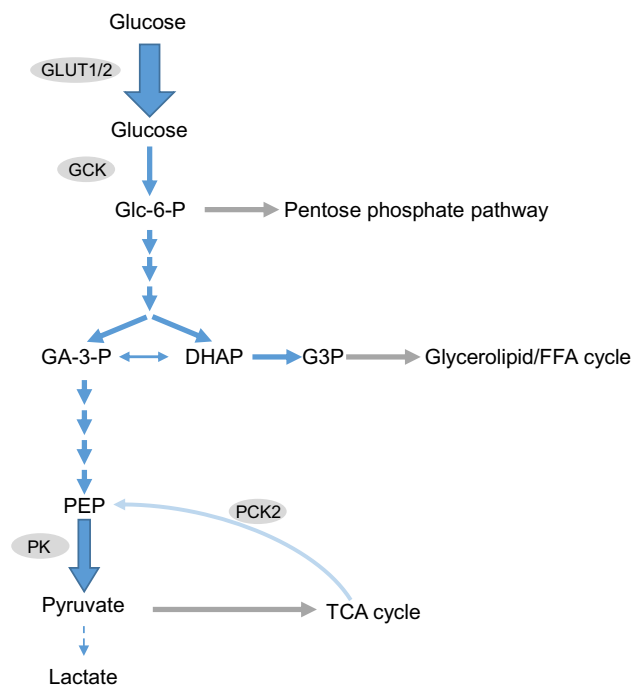 Glucose
GLUT1/2
Glucose
GCK
Glc-6-P
Pentose phosphate pathway
GA-3-P
DHAP
G3P
Glycerolipid/FFA cycle
PEP
PCK2
PK
Pyruvate
TCA cycle
Lactate